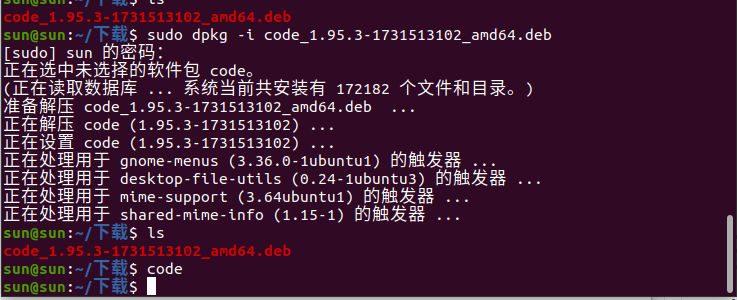 sun@sun:~/下载$ ls
code_1.95.3-1731513102_amd64.deb
sun@sun:~/下载$ sudo dpkg -i code_1.95.3-1731513102_amd64.deb
[sudo] sun 的密码：
正在选中未选择的软件包 code。
(正在读取数据库 ... 系统当前共安装有 172182 个文件和目录。)
准备解压 code_1.95.3-1731513102_amd64.deb  ...
正在解压 code (1.95.3-1731513102) ...
正在设置 code (1.95.3-1731513102) ...
正在处理用于 gnome-menus (3.36.0-1ubuntu1) 的触发器 ...
正在处理用于 desktop-file-utils (0.24-1ubuntu3) 的触发器 ...
正在处理用于 mime-support (3.64ubuntu1) 的触发器 ...
正在处理用于 shared-mime-info (1.15-1) 的触发器 ...
sun@sun:~/下载$ ls
code_1.95.3-1731513102_amd64.deb
sun@sun:~/下载$ code
sun@sun:~/下载$